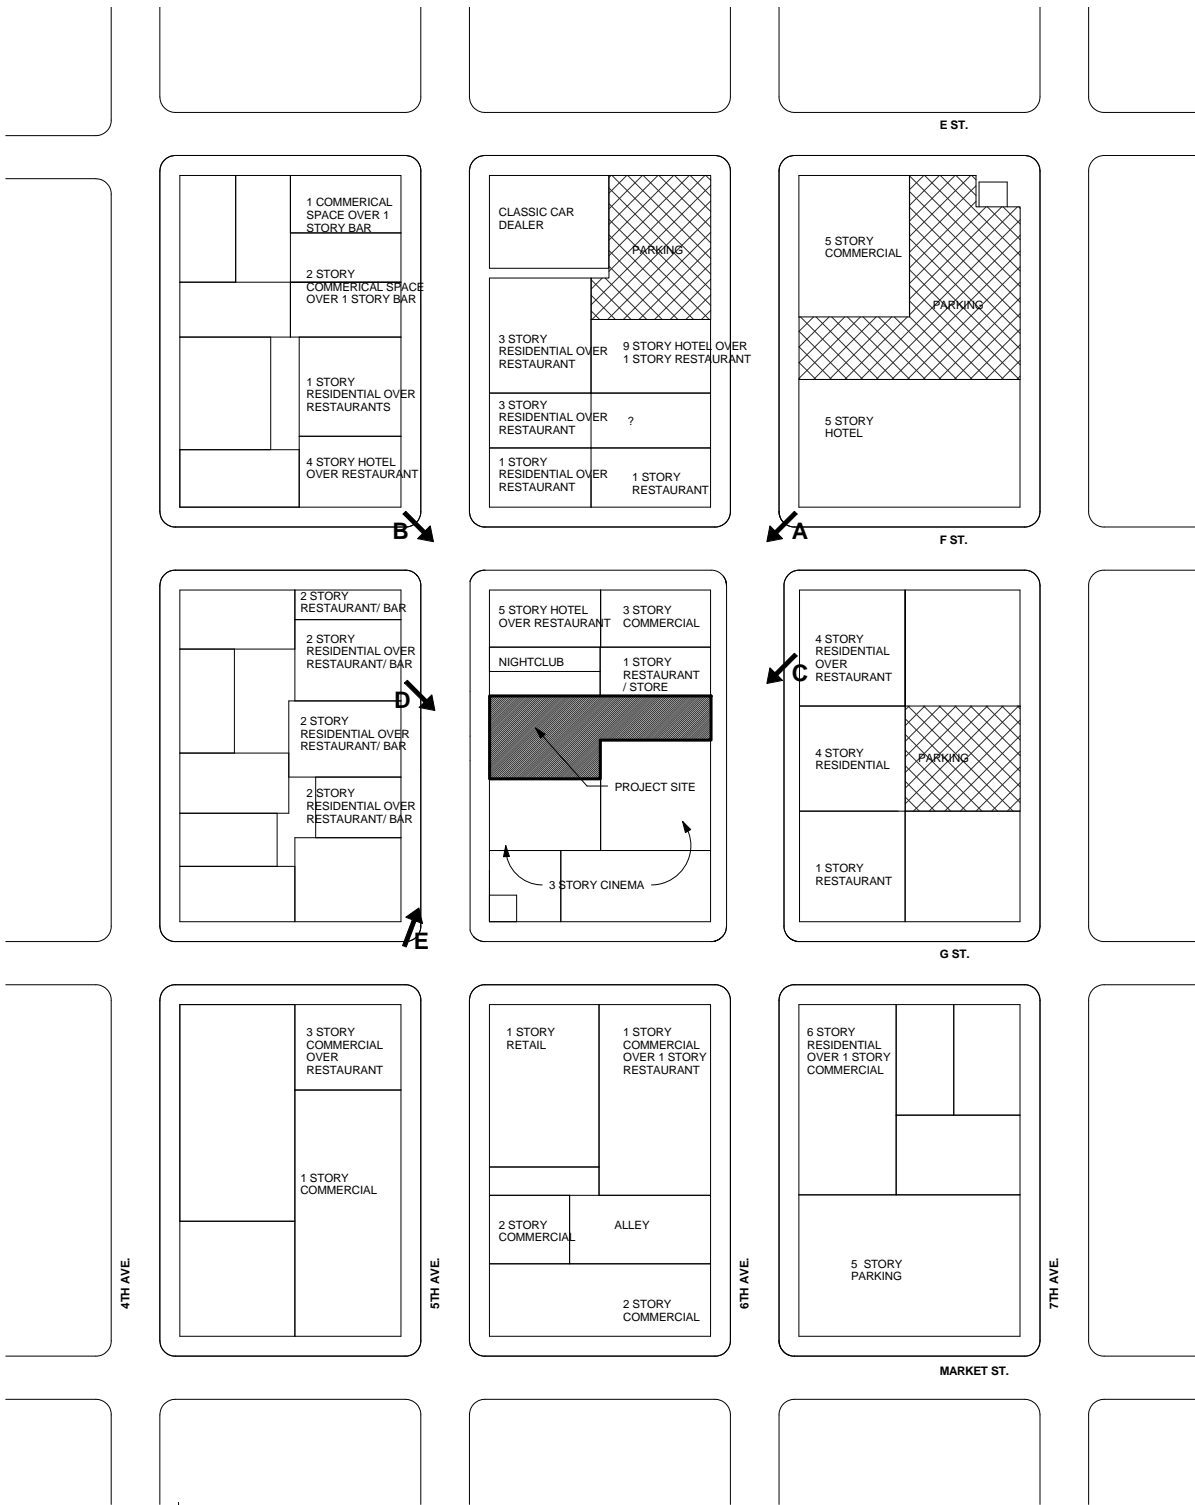 E ST.
1 COMMERICAL
SPACE OVER 1
STORY BAR
2 STORY
COMMERICAL SPACE
OVER 1 STORY BAR
1 STORY
RESIDENTIAL OVER
RESTAURANTS
4 STORY HOTEL
OVER RESTAURANT
CLASSIC CAR
DEALER
PARKING
3 STORY
RESIDENTIAL OVER
RESTAURANT
9 STORY HOTEL OVER
1 STORY RESTAURANT
3 STORY
RESIDENTIAL OVER
RESTAURANT
?
1 STORY
RESIDENTIAL OVER
RESTAURANT
1 STORY
RESTAURANT
5 STORY
COMMERCIAL
PARKING
5 STORY
HOTEL
B
A
F ST.
2 STORY
RESTAURANT/ BAR
2 STORY
RESIDENTIAL OVER
RESTAURANT/ BAR
D
2 STORY
RESIDENTIAL OVER
RESTAURANT/ BAR
2 STORY
RESIDENTIAL OVER
RESTAURANT/ BAR
E
5 STORY HOTEL
OVER RESTAURANT
3 STORY
COMMERCIAL
NIGHTCLUB
1 STORY
RESTAURANT
/ STORE
PROJECT SITE
3 STORY CINEMA
C
4 STORY
RESIDENTIAL
OVER
RESTAURANT
4 STORY
RESIDENTIAL
PARKING
1 STORY
RESTAURANT
G ST.
3 STORY
COMMERCIAL
OVER
RESTAURANT
1 STORY
COMMERCIAL
1 STORY
RETAIL
1 STORY
COMMERCIAL
OVER 1 STORY
RESTAURANT
2 STORY
COMMERCIAL
ALLEY
2 STORY
COMMERCIAL
6 STORY
RESIDENTIAL
OVER 1 STORY
COMMERCIAL
5 STORY
PARKING
4TH AVE.
5TH AVE.
6TH AVE.
7TH AVE.
MARKET ST.